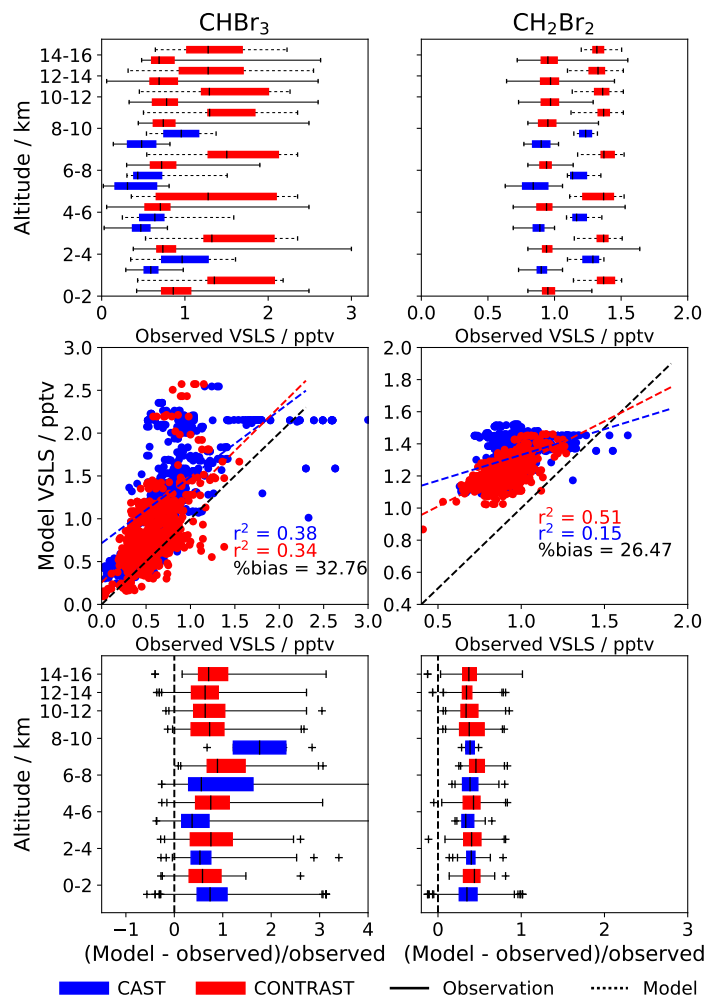 CHBr3 CH2Br2
Altitude / km
14-16
12-14
10-12
8-10
6-8
4-6
2-4
0-2
0 1 2 3
0.0 0.5 1.0 1.5 2.0
Observed VSLS / pptv Observed VSLS / pptv
Model VSLS / pptv
3.0
2.5
2.0
1.5
1.0
0.5
0.0
r2 = 0.38
r2 = 0.34
%bias = 32.76
0.0 0.5 1.0 1.5 2.0 2.5 3.0
2.0
1.8
1.6
1.4
1.2
1.0
0.8
0.6
0.4
r2 = 0.51
r2 = 0.15
%bias = 26.47
0.5 1.0 1.5 2.0
Observed VSLS / pptv Observed VSLS / pptv
Altitude / km
14-16
12-14
10-12
8-10
6-8
4-6
2-4
0-2
−1 0 1 2 3 4
0 1 2 3
(Model - observed)/observed (Model - observed)/observed
CAST CONTRAST Observation Model